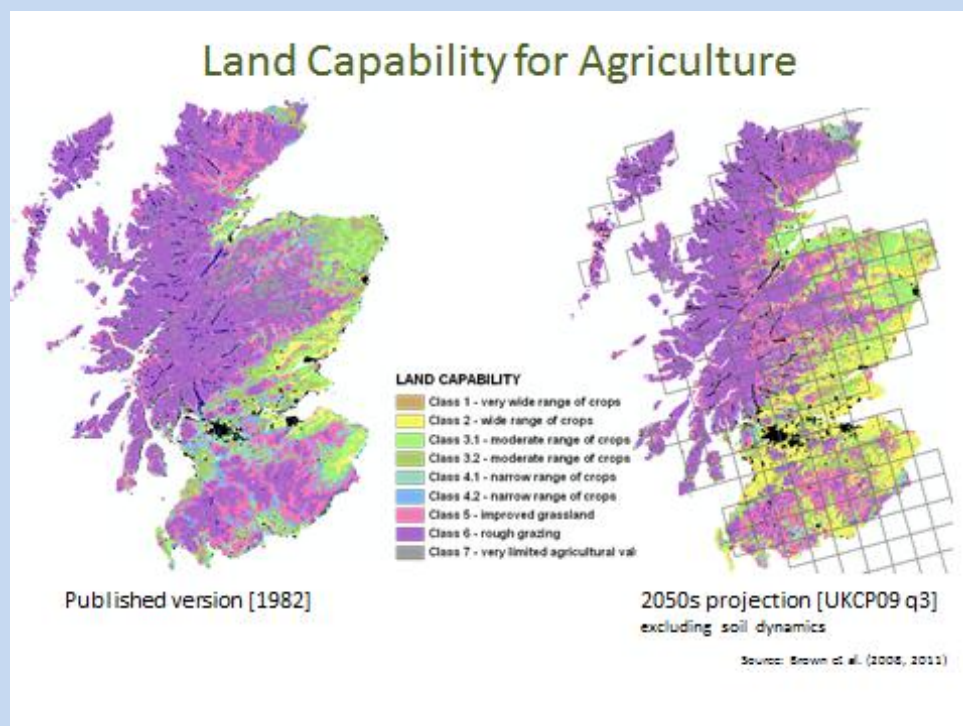 Land Capability for Agriculture
LAND CAPABILITY
Class 1 - very wide range of crops
Class 2 - wide range of crops
Class 3.1 - moderate range of crops
Class 3.2 - moderate range of crops
Class 4.1 - narrow range of crops
Class 4.2 - narrow range of crops
Class 5 - improved grassland
Class 6 - rough grazing
Class 7 - very limited agricultural val
Published version [1982]
2050s projection [UKCP09 q3]
excluding soil dynamics
Source: Brown et al. (2008, 2011)